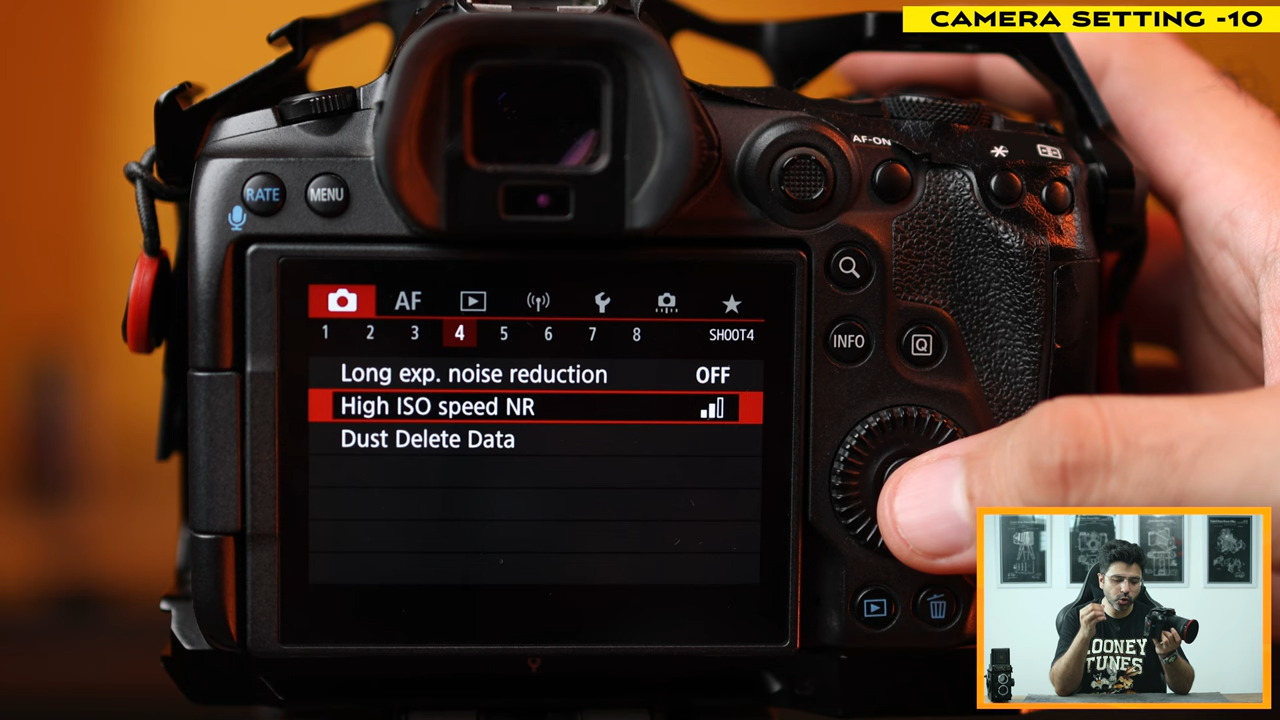 CAMERA SETTING -10
AF-ON
RATE
MENU
AF
1 2 3 4 5 6 7 8 SHOOT4
Long exp. noise reduction OFF
High ISO speed NR
Dust Delete Data
INFO
Q
LOONEY
TUNES